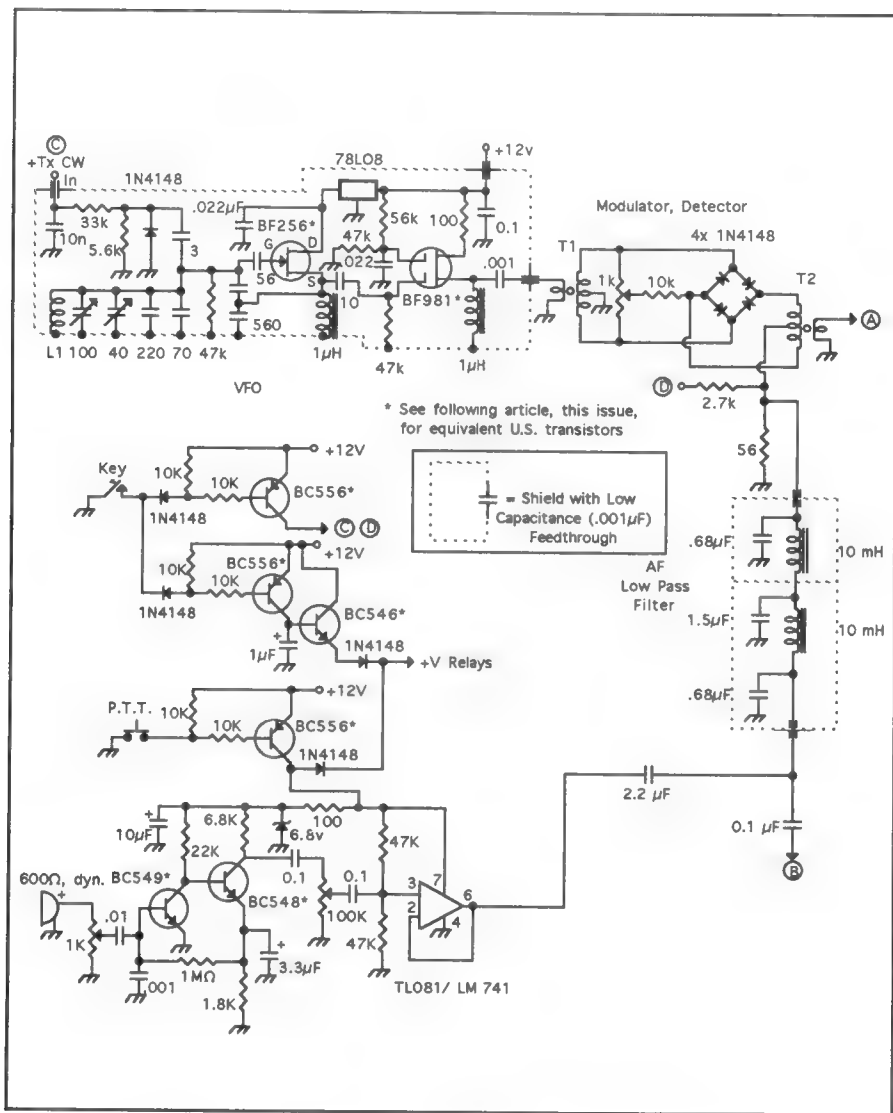 C
+Tx CW
In
1N4148
78L08
+12v
Modulator, Detector
33k
10n
5.6k
3
.022µF
BF256*
G
D
S
56
47k
.022
56k
100
0.1
BF981*
.001
T1
1k
10k
4x 1N4148
T2
A
10
560
L1
100
40
220
70
47k
1µH
47k
1µH
VFO
D
2.7k
56
* See following article, this issue,
for equivalent U.S. transistors
= Shield with Low
Capacitance (.001µF)
Feedthrough
Key
10K
10K
+12V
BC556*
1N4148
C
D
+12V
BC556*
10K
10K
1N4148
BC546*
1µF
+
1N4148
+V Relays
AF
Low Pass
Filter
.68µF
10 mH
1.5µF
10 mH
.68µF
P.T.T.
10K
10K
+12V
BC556*
1N4148
2.2 µF
0.1 µF
B
+
10µF
22K
6.8K
6.8v
100
47K
47K
600Ω, dyn.
+
1K
.01
BC549*
BC548*
0.1
100K
0.1
3
2
7
6
4
001
1MΩ
+
3.3µF
1.8K
TL081/ LM 741